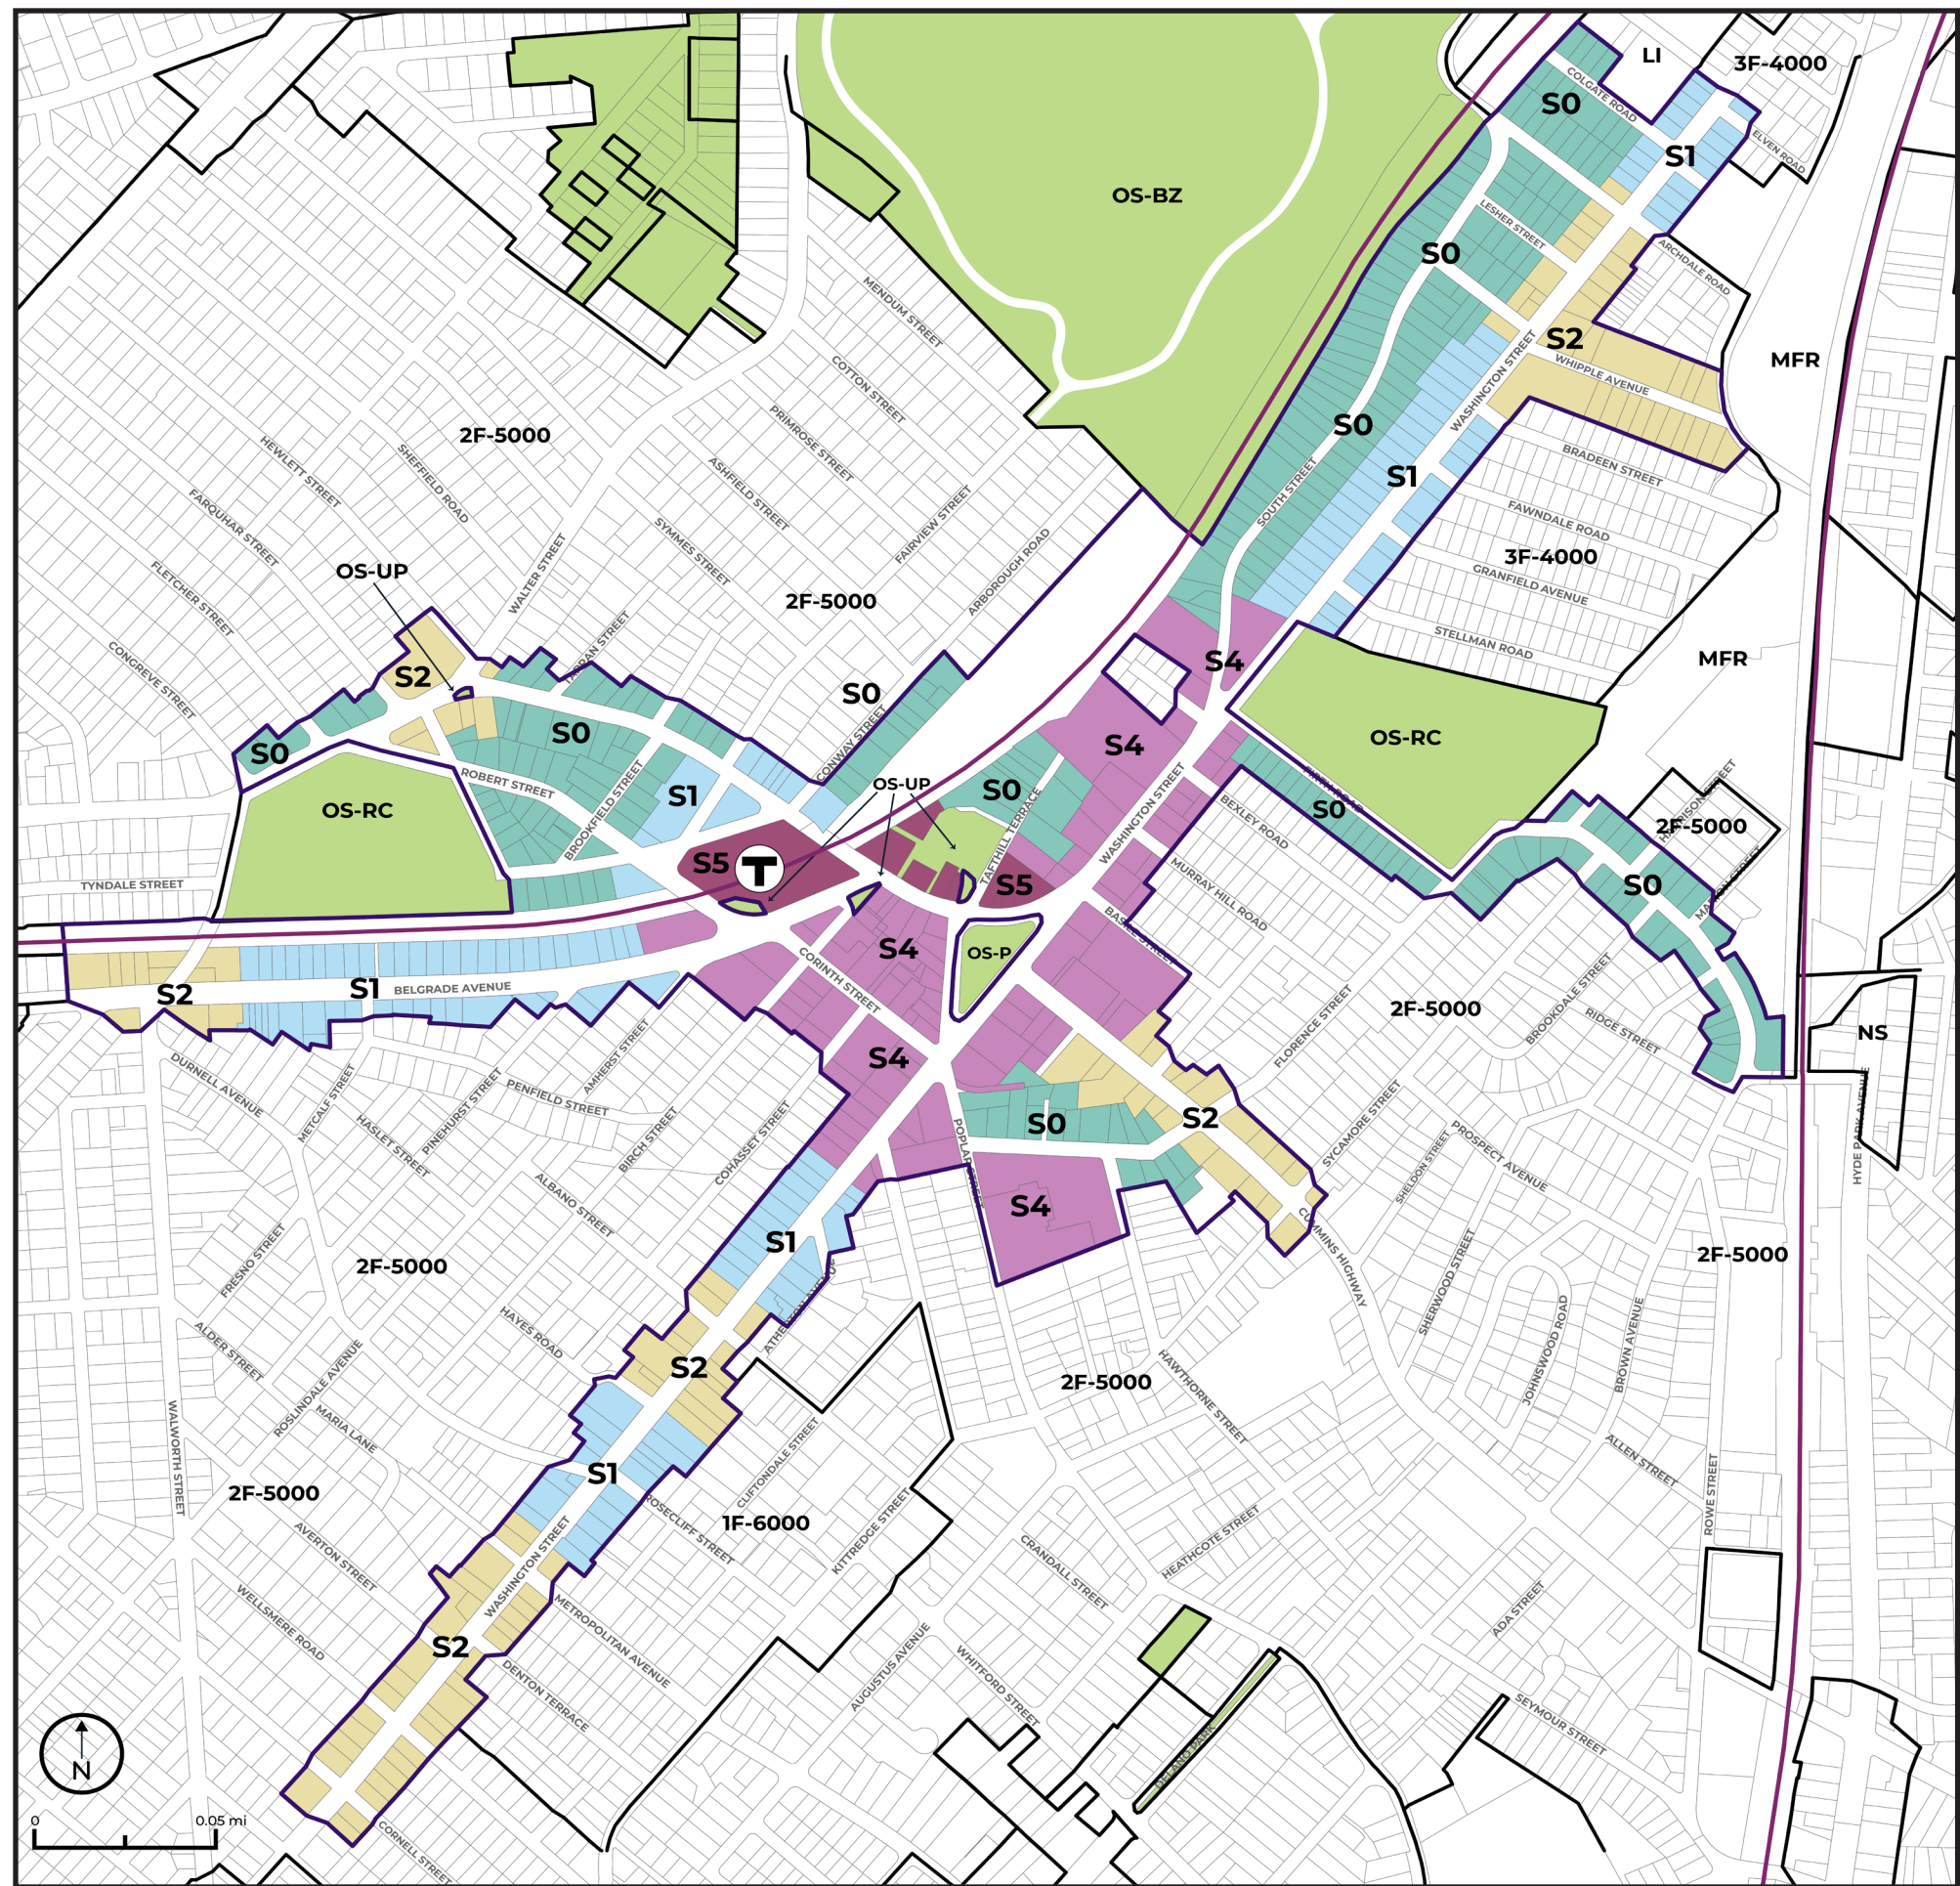 LI
3F-4000
COLGATE ROAD
S0
ELVEN ROAD
S1
OS-BZ
LESHER STREET
S0
ARCHDALE ROAD
MENDUM STREET
S2
MFR
WHIPPLE AVENUE
WASHINGTON STREET
COTTON STREET
PRIMROSE STREET
S0
2F-5000
SHEFFIELD ROAD
HEWLETT STREET
BRADEEN STREET
S1
ASHFIELD STREET
SOUTH STREET
FARQUHAR STREET
FAIRVIEW STREET
FAWNDALE ROAD
SYMMES STREET
3F-4000
OS-UP
WALTER STREET
ARBOROUGH ROAD
GRANFIELD AVENUE
FLETCHER STREET
2F-5000
STELLMAN ROAD
MFR
S4
S2
CONGREVE STREET
S0
S0
S0
OS-RC
S4
CONWAY STREET
ROBERT STREET
OS-UP
S0
S1
OS-RC
BROOKFIELD STREET
TAFTHILL TERRACE
WASHINGTON STREET
BEXLEY ROAD
FIRTH ROAD
S0
HARRISON STREET
2F-5000
S5
T
S5
MURRAY HILL ROAD
S0
TYNDALE STREET
BASILE STREET
S4
OS-P
CORINTH STREET
S2
S1
BELGRADE AVENUE
FLORENCE STREET
2F-5000
BROOKDALE STREET
RIDGE STREET
NS
S4
AMHERST STREET
DURNELL AVENUE
METCALF STREET
PINEHURST STREET
PENFIELD STREET
HASLET STREET
BIRCH STREET
COHASSET STREET
POPLAR STREET
S0
S2
SYCAMORE STREET
SHELDON STREET
PROSPECT AVENUE
HYDE PARK AVENUE
ALBANO STREET
S4
S1
CUMMINS HIGHWAY
2F-5000
FRESNO STREET
2F-5000
SHERWOOD STREET
ATHERTON AVENUE
HAYES ROAD
ALDER STREET
S2
2F-5000
HAWTHORNE STREET
JOHNSWOOD ROAD
BROWN AVENUE
ROSLINDALE AVENUE
MARIA LANE
WALWORTH STREET
S1
CLIFTONDALE STREET
ALLEN STREET
2F-5000
1F-6000
ROSECLIFF STREET
KITTREDGE STREET
ROWE STREET
AVERTON STREET
WASHINGTON STREET
CRANDALL STREET
HEATHCOTE STREET
WELLSMERE ROAD
METROPOLITAN AVENUE
ADA STREET
S2
DENTON TERRACE
AUGUSTUS AVENUE
WHITFORD STREET
SEYMOUR STREET
DELANO PARK
N
0
0.05 mi
CORNELL STREET